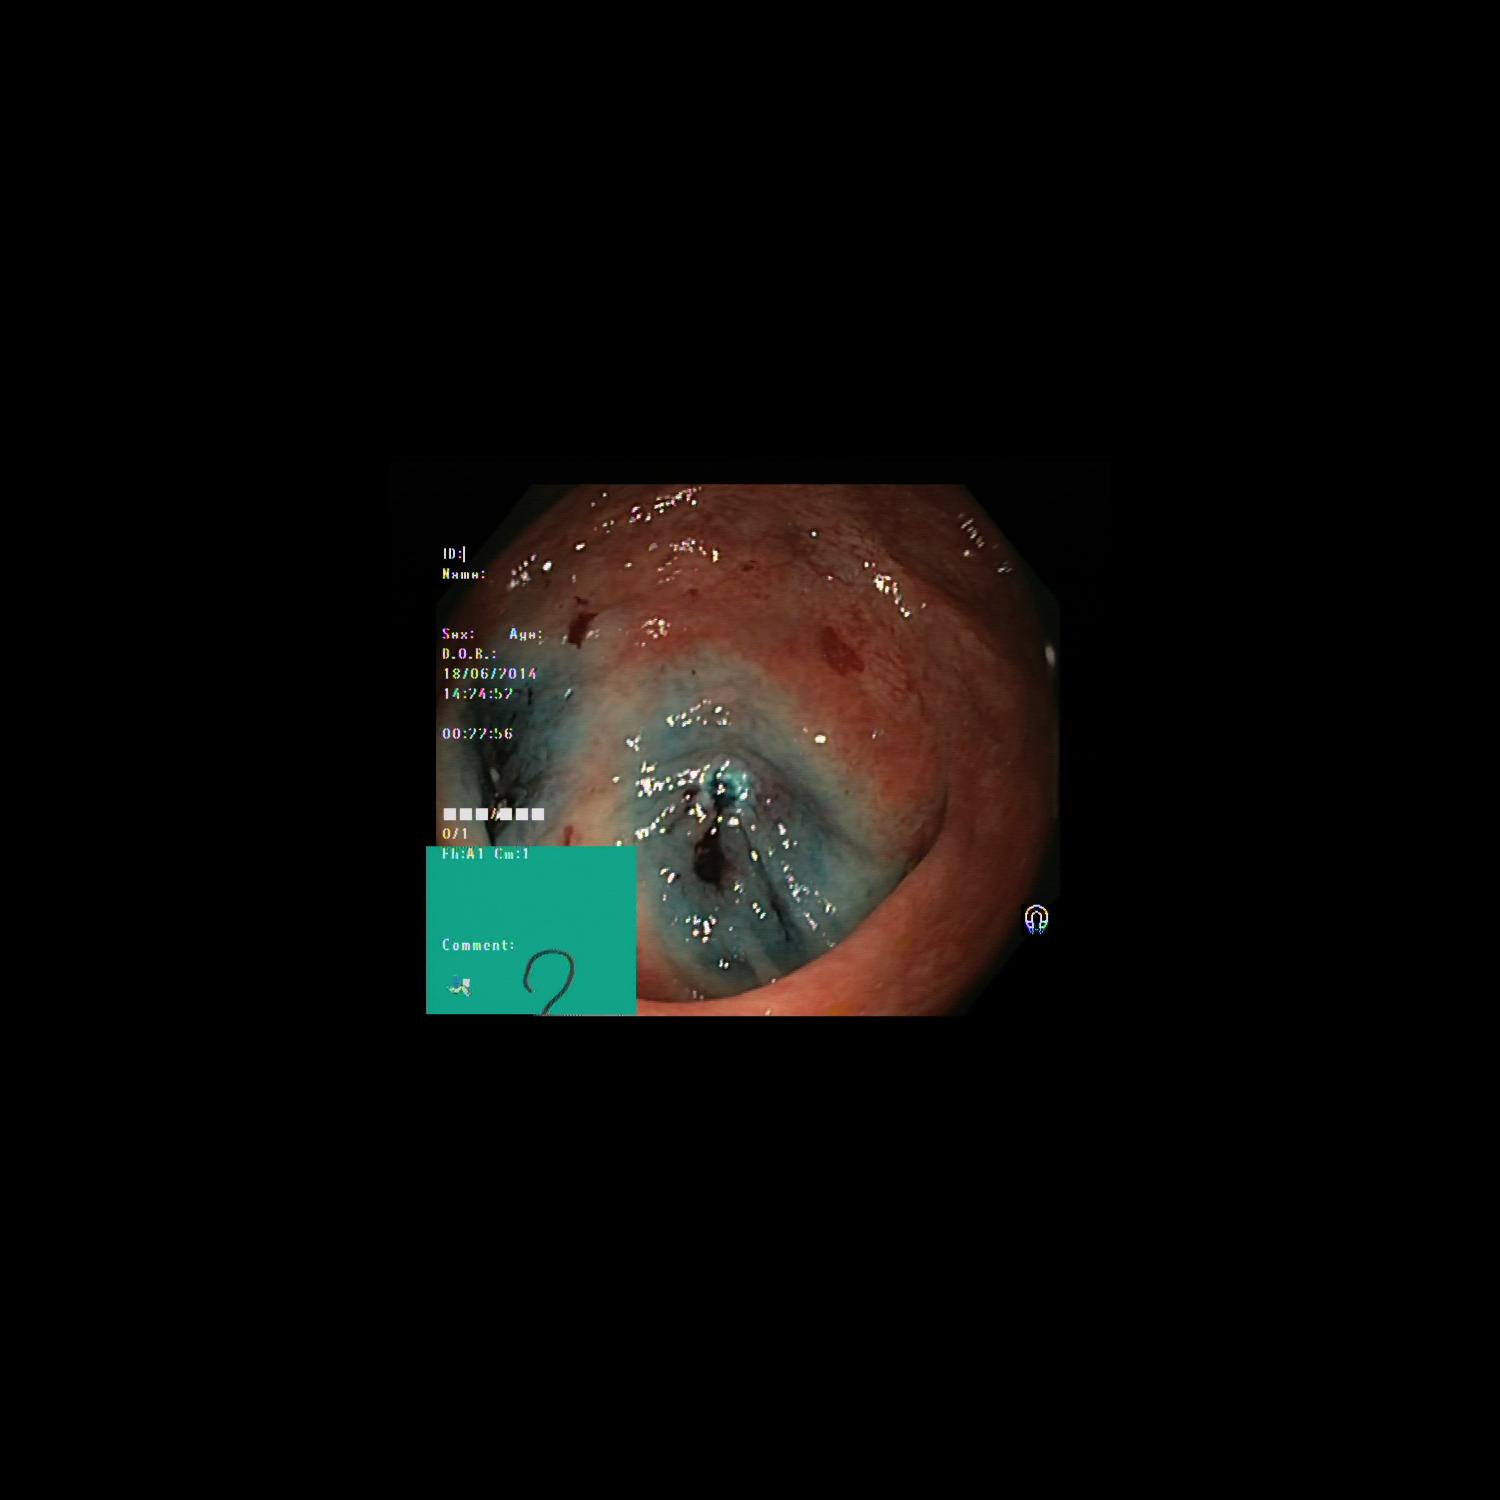 ID:
Name:
Sex: Age:
D.O.B.:
18/06/2014
14:24:52
00:22:56
■■■/■■■
0/1
Eh:A1 Cm:1
Comment: